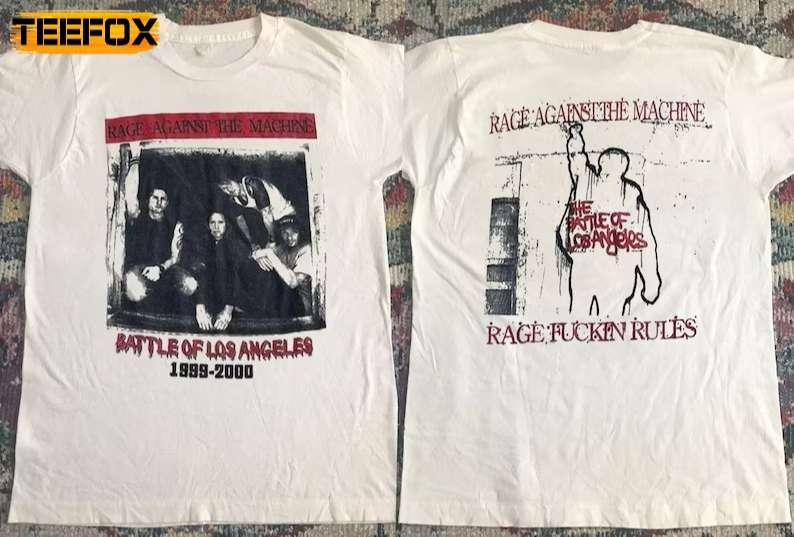 TEEFOX
RAGE AGAINST THE MACHINE
BATTLE OF LOS ANGELES
1999-2000
RAGE AGAINST THE MACHINE
THE
BATTLE OF
LOS ANgeles
RAGE FUCKIN' RULES